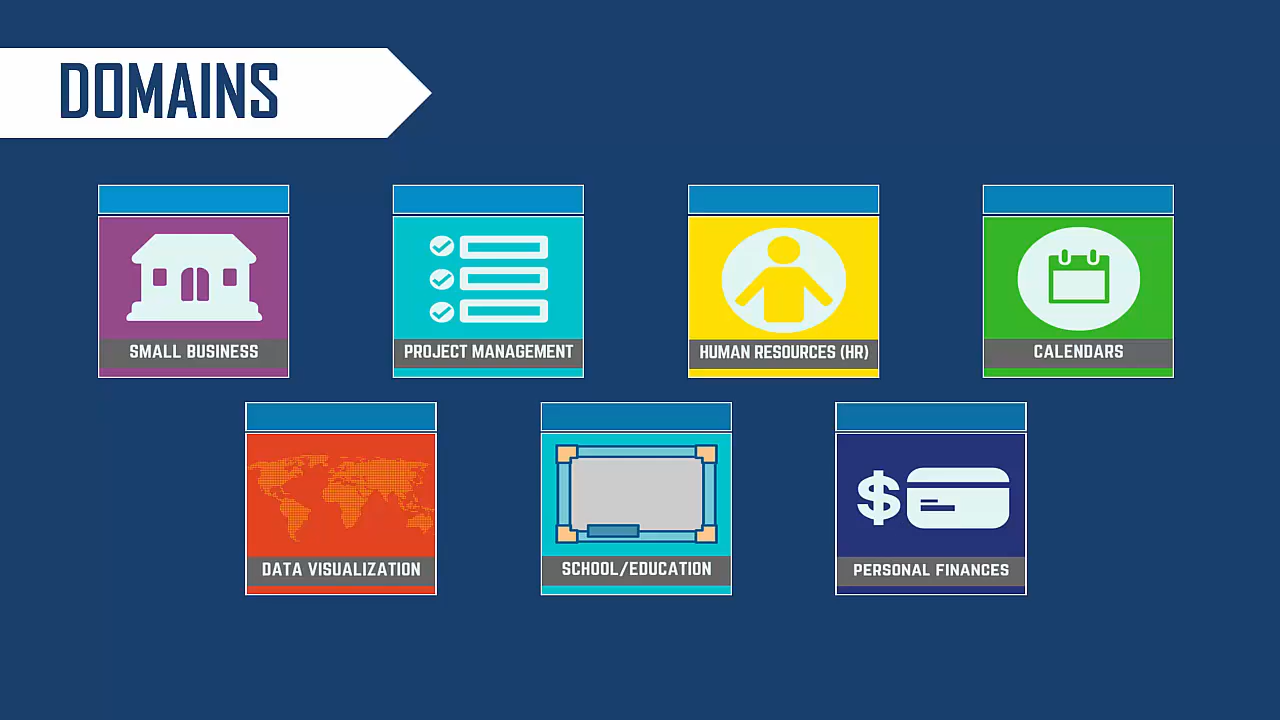 DOMAINS
SMALL BUSINESS
PROJECT MANAGEMENT
HUMAN RESOURCES (HR)
CALENDARS
DATA VISUALIZATION
SCHOOL/EDUCATION
$
PERSONAL FINANCES